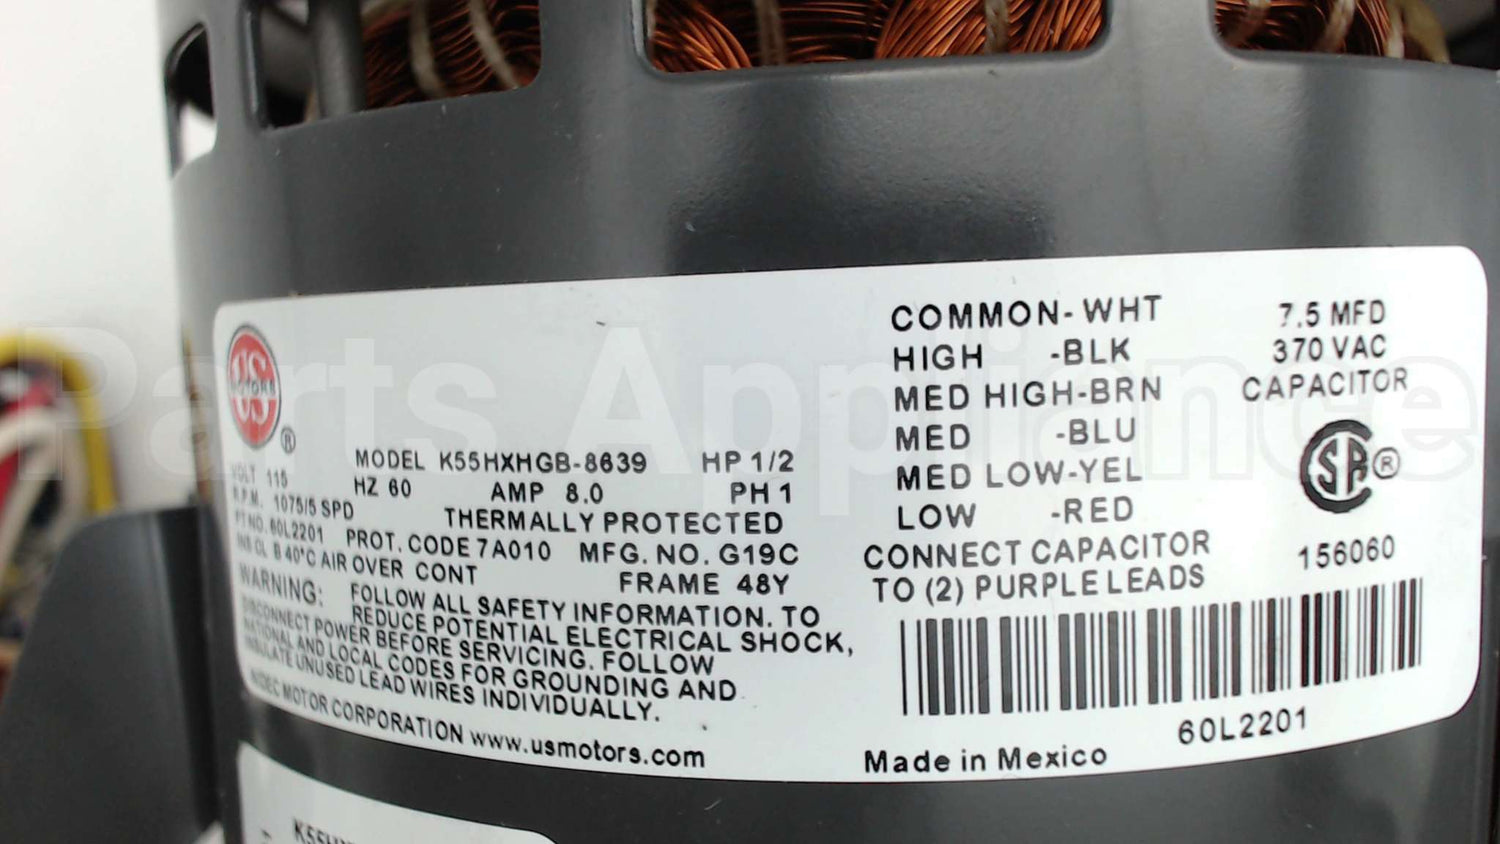 US
MOTORS
®
MODEL K55HXHGB-8639 HP 1/2
VOLT 115 HZ 60 AMP 8.0 PH 1
R.P.M. 1075/5 SPD THERMALLY PROTECTED
PT NO. 60L2201 PROT. CODE 7A010 MFG. NO. G19C
INS CL B 40°C AIR OVER CONT FRAME 48Y
WARNING: FOLLOW ALL SAFETY INFORMATION. TO
REDUCE POTENTIAL ELECTRICAL SHOCK,
DISCONNECT POWER BEFORE SERVICING. FOLLOW
NATIONAL AND LOCAL CODES FOR GROUNDING AND
INSULATE UNUSED LEAD WIRES INDIVIDUALLY.
NIDEC MOTOR CORPORATION www.usmotors.com
COMMON-WHT
HIGH -BLK
MED HIGH-BRN
MED -BLU
MED LOW-YEL
LOW -RED
CONNECT CAPACITOR
TO (2) PURPLE LEADS
7.5 MFD
370 VAC
CAPACITOR
SA ®
156060
60L2201
Made in Mexico
Parts Appliance